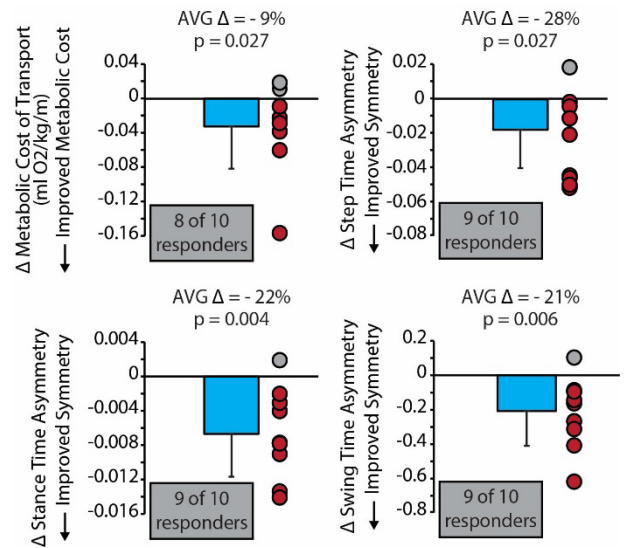 AVG Δ = - 9%
p = 0.027
Δ Metabolic Cost of Transport
(ml O2/kg/m)
↓ Improved Metabolic Cost
0.04
0
-0.04
-0.08
-0.12
-0.16
8 of 10
responders
AVG Δ = - 28%
p = 0.027
Δ Step Time Asymmetry
↓ Improved Symmetry
0.02
0
-0.02
-0.04
-0.06
-0.08
9 of 10
responders
AVG Δ = - 22%
p = 0.004
Δ Stance Time Asymmetry
↓ Improved Symmetry
0.004
0
-0.004
-0.008
-0.012
-0.016
9 of 10
responders
AVG Δ = - 21%
p = 0.006
Δ Swing Time Asymmetry
↓ Improved Symmetry
0.2
0
-0.2
-0.4
-0.6
-0.8
9 of 10
responders